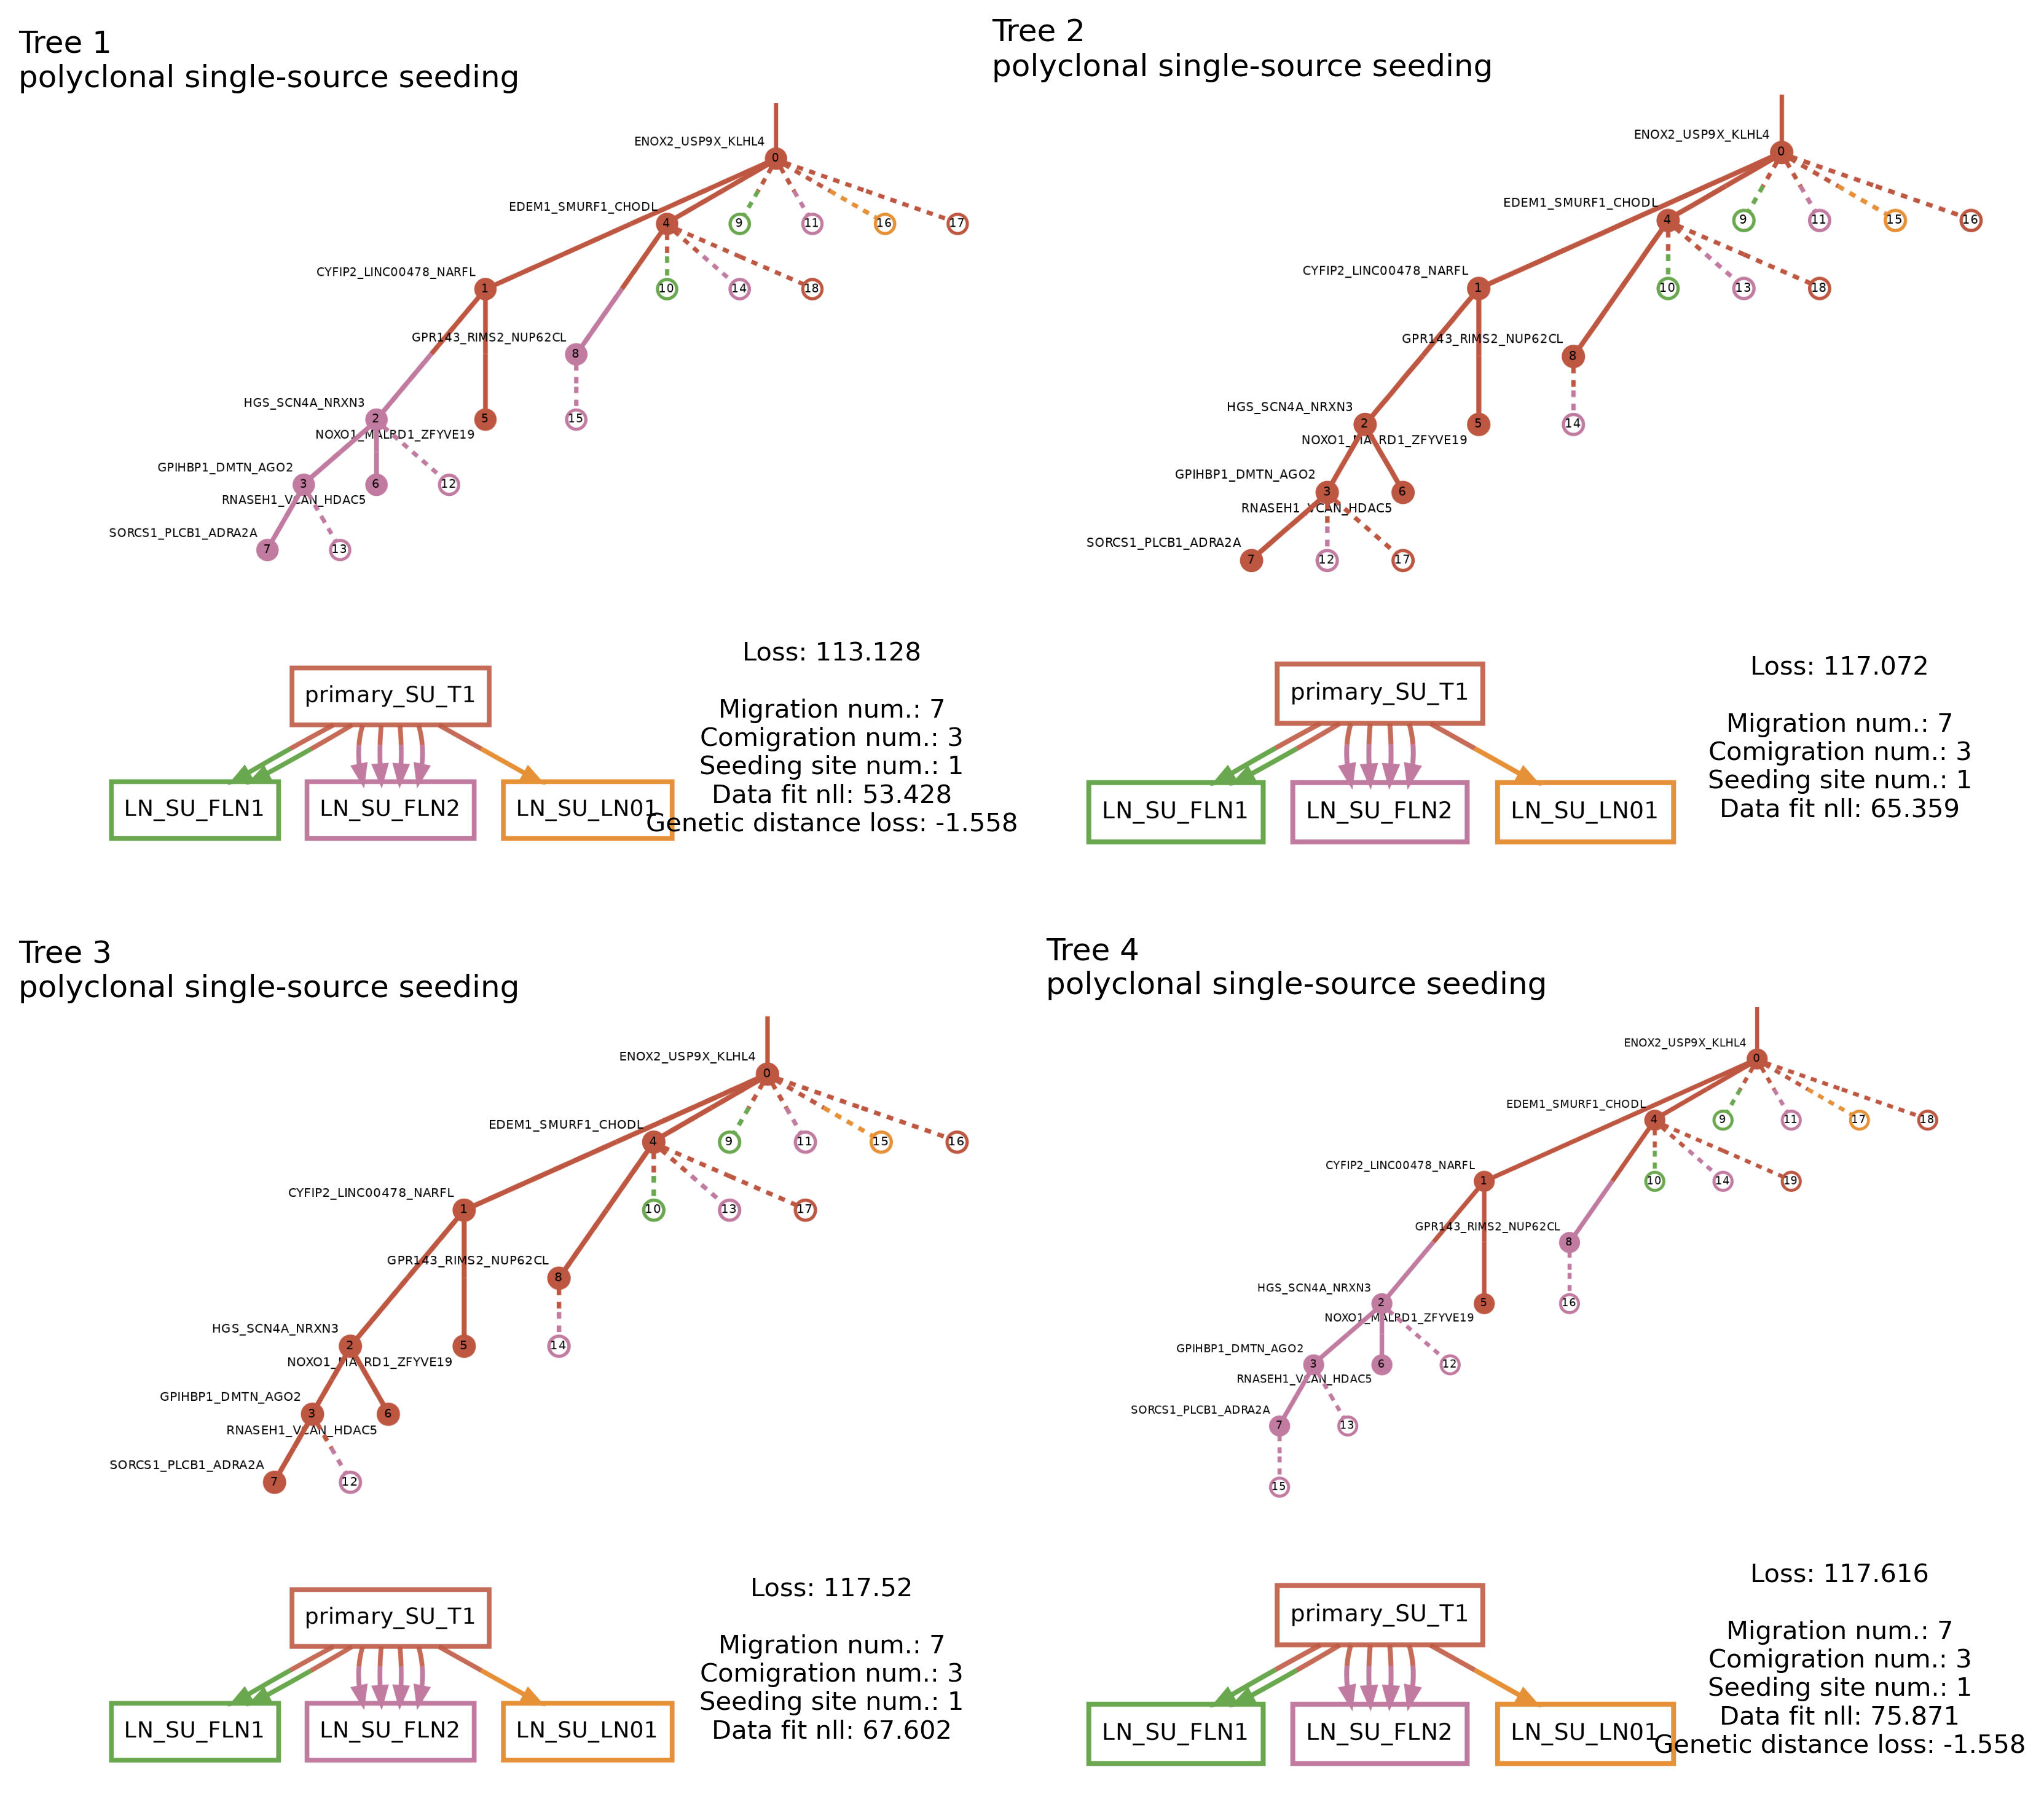 Tree 1
polyclonal single-source seeding
ENOX2_USP9X_KLHL4
0
EDEM1_SMURF1_CHODL
4
9
11
16
17
CYFIP2_LINC00478_NARFL
1
10
14
18
GPR143_RIMS2_NUP62CL
8
HGS_SCN4A_NRXN3
2
5
15
NOXO1_MALRD1_ZFYVE19
GPIHBP1_DMTN_AGO2
3
6
12
RNASEH1_VCAN_HDAC5
SORCS1_PLCB1_ADRA2A
7
13
primary_SU_T1
LN_SU_FLN1
LN_SU_FLN2
LN_SU_LN01
Loss: 113.128
Migration num.: 7
Comigration num.: 3
Seeding site num.: 1
Data fit nll: 53.428
Genetic distance loss: -1.558
Tree 2
polyclonal single-source seeding
ENOX2_USP9X_KLHL4
0
EDEM1_SMURF1_CHODL
4
9
11
15
16
CYFIP2_LINC00478_NARFL
1
10
13
18
GPR143_RIMS2_NUP62CL
8
HGS_SCN4A_NRXN3
2
5
14
NOXO1_MALRD1_ZFYVE19
GPIHBP1_DMTN_AGO2
3
6
RNASEH1_VCAN_HDAC5
SORCS1_PLCB1_ADRA2A
7
12
17
primary_SU_T1
LN_SU_FLN1
LN_SU_FLN2
LN_SU_LN01
Loss: 117.072
Migration num.: 7
Comigration num.: 3
Seeding site num.: 1
Data fit nll: 65.359
Tree 3
polyclonal single-source seeding
ENOX2_USP9X_KLHL4
0
EDEM1_SMURF1_CHODL
4
9
11
15
16
CYFIP2_LINC00478_NARFL
1
10
13
17
GPR143_RIMS2_NUP62CL
8
HGS_SCN4A_NRXN3
2
5
14
NOXO1_MALRD1_ZFYVE19
GPIHBP1_DMTN_AGO2
3
6
RNASEH1_VCAN_HDAC5
SORCS1_PLCB1_ADRA2A
7
12
primary_SU_T1
LN_SU_FLN1
LN_SU_FLN2
LN_SU_LN01
Loss: 117.52
Migration num.: 7
Comigration num.: 3
Seeding site num.: 1
Data fit nll: 67.602
Tree 4
polyclonal single-source seeding
ENOX2_USP9X_KLHL4
0
EDEM1_SMURF1_CHODL
4
9
11
17
18
CYFIP2_LINC00478_NARFL
1
10
14
19
GPR143_RIMS2_NUP62CL
8
HGS_SCN4A_NRXN3
2
5
16
NOXO1_MALRD1_ZFYVE19
GPIHBP1_DMTN_AGO2
3
6
12
RNASEH1_VCAN_HDAC5
SORCS1_PLCB1_ADRA2A
7
13
15
primary_SU_T1
LN_SU_FLN1
LN_SU_FLN2
LN_SU_LN01
Loss: 117.616
Migration num.: 7
Comigration num.: 3
Seeding site num.: 1
Data fit nll: 75.871
Genetic distance loss: -1.558